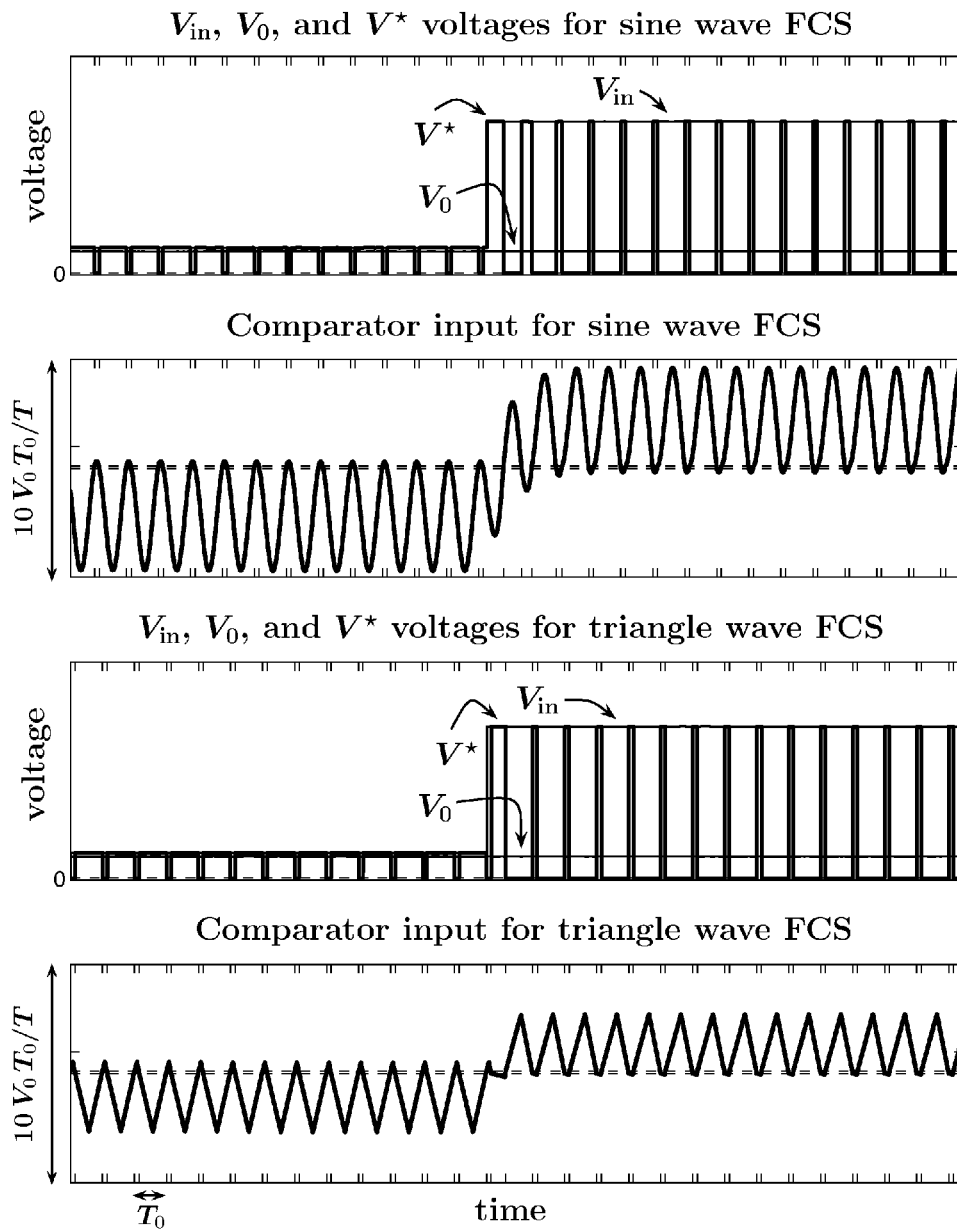 V_in, V_0, and V* voltages for sine wave FCS
voltage
V_in
V*
V_0
0
Comparator input for sine wave FCS
10 V_0 T_0/T
V_in, V_0, and V* voltages for triangle wave FCS
voltage
V_in
V*
V_0
0
Comparator input for triangle wave FCS
10 V_0 T_0/T
T_0
time